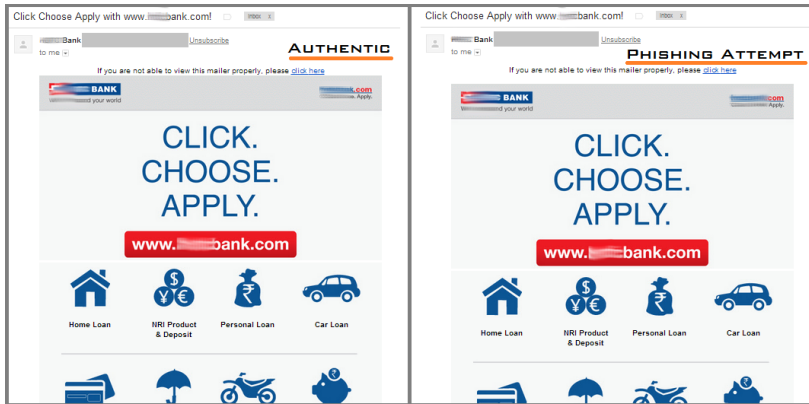 Click Choose Apply with www. bank.com!
Inbox x
Bank
Unsubscribe
to me
AUTHENTIC
If you are not able to view this mailer properly, please click here
BANK
.com
your world
Apply.
CLICK.
CHOOSE.
APPLY.
www. bank.com
Home Loan
NRI Product
& Deposit
Personal Loan
Car Loan
Click Choose Apply with www. bank.com!
Inbox x
Bank
Unsubscribe
to me
PHISHING ATTEMPT
If you are not able to view this mailer properly, please click here
BANK
com
your world
Apply.
CLICK.
CHOOSE.
APPLY.
www. bank.com
Home Loan
NRI Product
& Deposit
Personal Loan
Car Loan